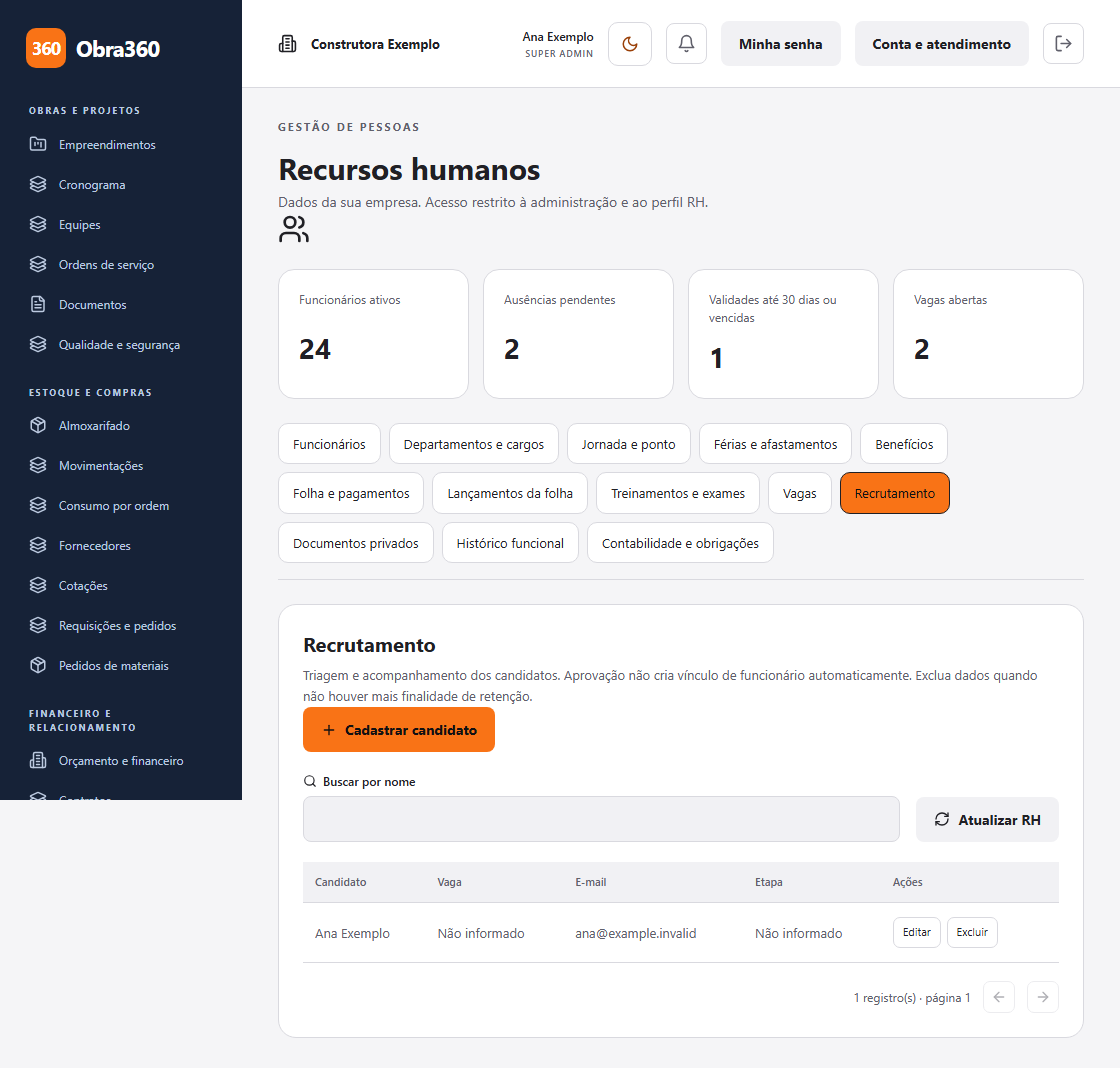 360 Obra360
OBRAS E PROJETOS
Empreendimentos
Cronograma
Equipes
Ordens de serviço
Documentos
Qualidade e segurança
ESTOQUE E COMPRAS
Almoxarifado
Movimentações
Consumo por ordem
Fornecedores
Cotações
Requisições e pedidos
Pedidos de materiais
FINANCEIRO E
RELACIONAMENTO
Orçamento e financeiro
Construtora Exemplo
Ana Exemplo
SUPER ADMIN
Minha senha
Conta e atendimento
GESTÃO DE PESSOAS
Recursos humanos
Dados da sua empresa. Acesso restrito à administração e ao perfil RH.
Funcionários ativos
24
Ausências pendentes
2
Validades até 30 dias ou
vencidas
1
Vagas abertas
2
Funcionários Departamentos e cargos Jornada e ponto Férias e afastamentos Benefícios
Folha e pagamentos Lançamentos da folha Treinamentos e exames Vagas Recrutamento
Documentos privados Histórico funcional Contabilidade e obrigações
Recrutamento
Triagem e acompanhamento dos candidatos. Aprovação não cria vínculo de funcionário automaticamente. Exclua dados quando
não houver mais finalidade de retenção.
+ Cadastrar candidato
Buscar por nome
Atualizar RH
Candidato Vaga E-mail Etapa Ações
Ana Exemplo Não informado ana@example.invalid Não informado Editar Excluir
1 registro(s) · página 1